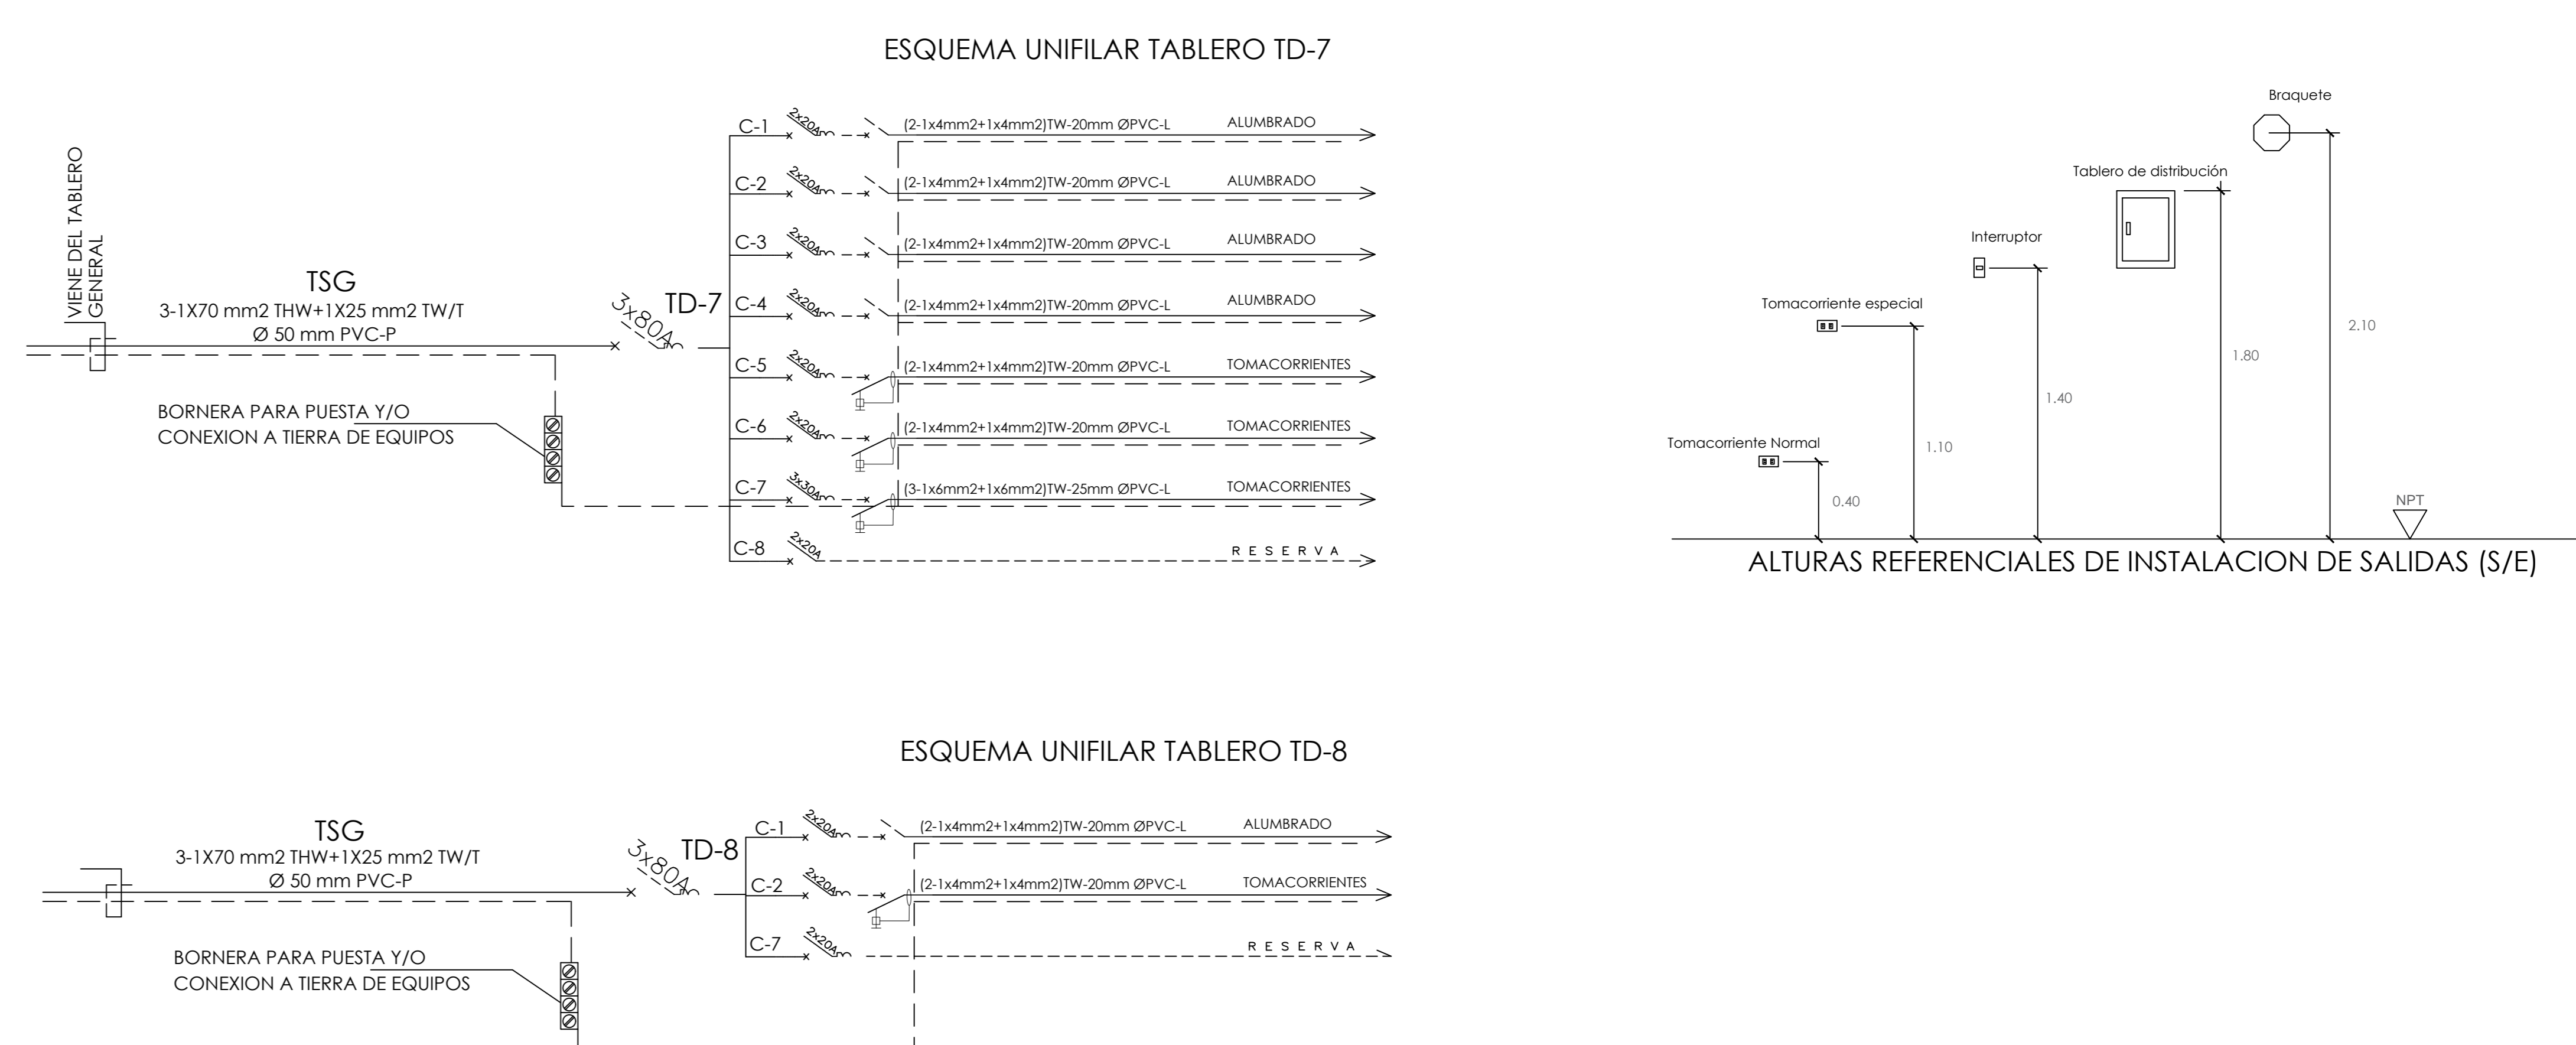 ESQUEMA UNIFILAR TABLERO TD-7
VIENE DEL TABLERO
GENERAL
TSG
3-1X70 mm2 THW+1X25 mm2 TW/T
Ø 50 mm PVC-P
BORNERA PARA PUESTA Y/O
CONEXION A TIERRA DE EQUIPOS
3x80A
TD-7
C-1 2x20A (2-1x4mm2+1x4mm2)TW-20mm ØPVC-L ALUMBRADO
C-2 2x20A (2-1x4mm2+1x4mm2)TW-20mm ØPVC-L ALUMBRADO
C-3 2x20A (2-1x4mm2+1x4mm2)TW-20mm ØPVC-L ALUMBRADO
C-4 2x20A (2-1x4mm2+1x4mm2)TW-20mm ØPVC-L ALUMBRADO
C-5 2x20A (2-1x4mm2+1x4mm2)TW-20mm ØPVC-L TOMACORRIENTES
C-6 2x20A (2-1x4mm2+1x4mm2)TW-20mm ØPVC-L TOMACORRIENTES
C-7 3x30A (3-1x6mm2+1x6mm2)TW-25mm ØPVC-L TOMACORRIENTES
C-8 2x20A RESERVA
Braquete
Tablero de distribución
Interruptor
Tomacorriente especial
Tomacorriente Normal
2.10
1.80
1.40
1.10
0.40
NPT
ALTURAS REFERENCIALES DE INSTALACION DE SALIDAS (S/E)
ESQUEMA UNIFILAR TABLERO TD-8
TSG
3-1X70 mm2 THW+1X25 mm2 TW/T
Ø 50 mm PVC-P
BORNERA PARA PUESTA Y/O
CONEXION A TIERRA DE EQUIPOS
3x80A
TD-8
C-1 2x20A (2-1x4mm2+1x4mm2)TW-20mm ØPVC-L ALUMBRADO
C-2 2x20A (2-1x4mm2+1x4mm2)TW-20mm ØPVC-L TOMACORRIENTES
C-7 2x20A RESERVA